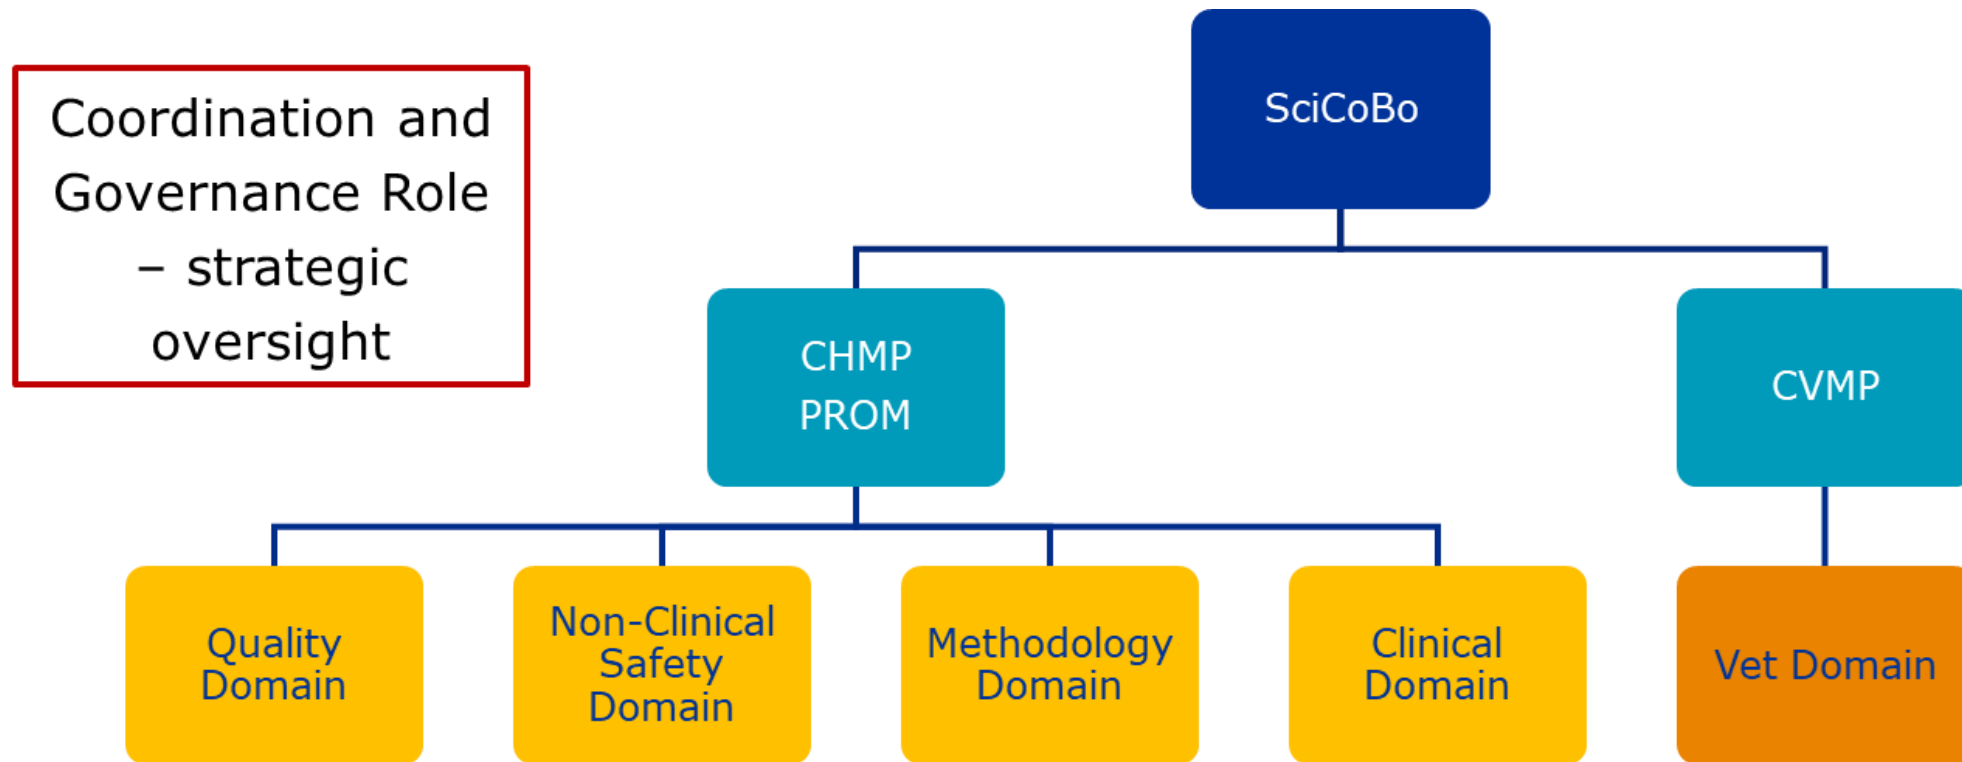 Coordination and
Governance Role
– strategic
oversight
SciCoBo
CHMP
PROM
CVMP
Quality
Domain
Non-Clinical
Safety
Domain
Methodology
Domain
Clinical
Domain
Vet Domain